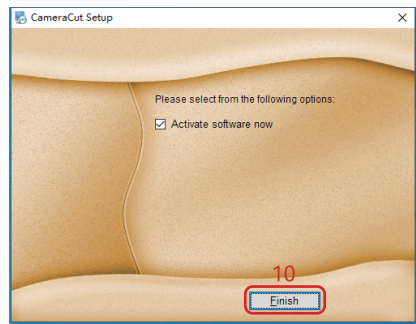 CameraCut Setup
Please select from the following options:
Activate software now
10
Finish